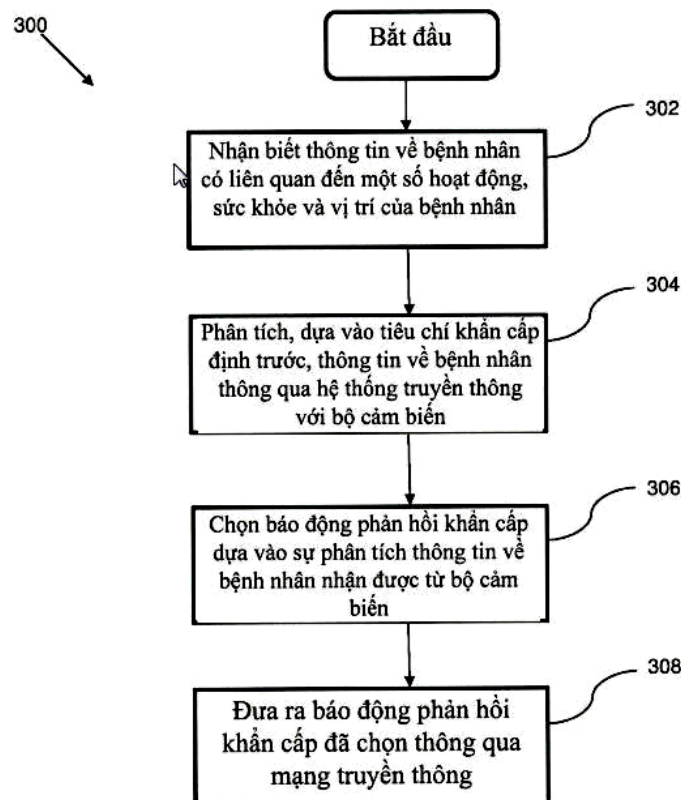 300
Bắt đầu
302
Nhận biết thông tin về bệnh nhân
có liên quan đến một số hoạt động,
sức khỏe và vị trí của bệnh nhân
304
Phân tích, dựa vào tiêu chí khẩn cấp
định trước, thông tin về bệnh nhân
thông qua hệ thống truyền thông
với bộ cảm biến
306
Chọn báo động phản hồi khẩn cấp
dựa vào sự phân tích thông tin về
bệnh nhân nhận được từ bộ cảm
biến
308
Đưa ra báo động phản hồi
khẩn cấp đã chọn thông qua
mạng truyền thông